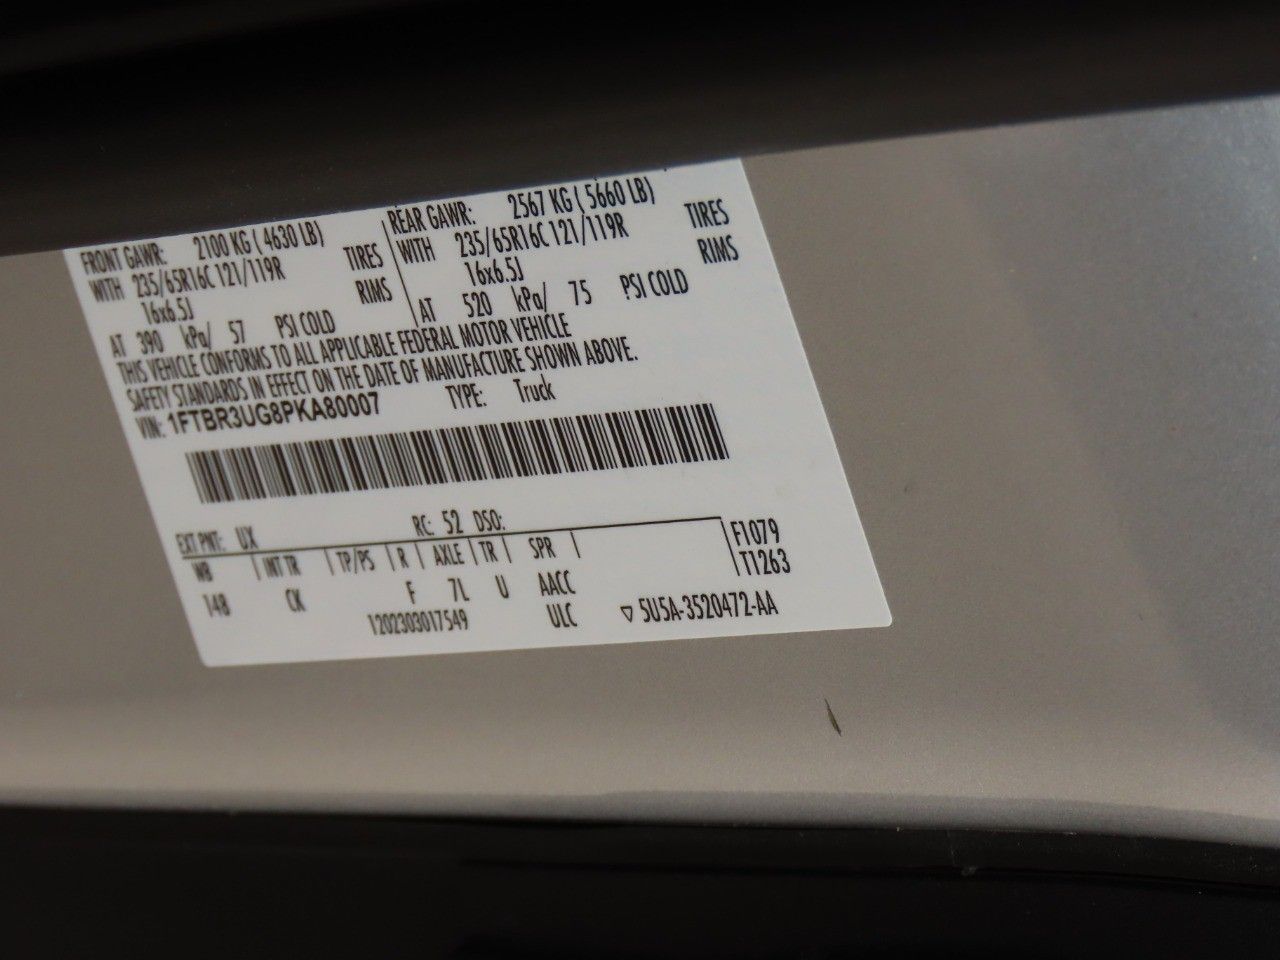 FRONT GAWR: 2100 KG ( 4630 LB) REAR GAWR: 2567 KG ( 5660 LB)
WITH 235/65R16C 121/119R TIRES WITH 235/65R16C 121/119R TIRES
16x6.5J RIMS 16x6.5J RIMS
AT 390 kPa/ 57 PSI COLD AT 520 kPa/ 75 PSI COLD
THIS VEHICLE CONFORMS TO ALL APPLICABLE FEDERAL MOTOR VEHICLE
SAFETY STANDARDS IN EFFECT ON THE DATE OF MANUFACTURE SHOWN ABOVE.
VIN: 1FTBR3UG8PKA80007 TYPE: Truck
EXT PNT: UX RC: 52 DSO:
WB INT TR TP/PS R AXLE TR SPR F1079
T1263
148 CK F 7L U AACC
1202303017549 ULC ▽ 5U5A-3520472-AA